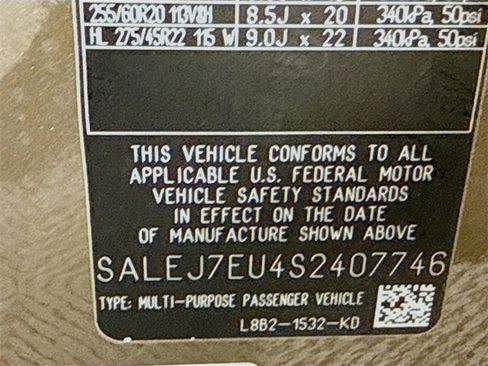 255/60R20 113V8H 8.5J x 20 340kPa, 50psi
HL 275/45R22 115 W 9.0J x 22 340kPa, 50psi
THIS VEHICLE CONFORMS TO ALL
APPLICABLE U.S. FEDERAL MOTOR
VEHICLE SAFETY STANDARDS
IN EFFECT ON THE DATE
OF MANUFACTURE SHOWN ABOVE
SALEJ7EU4S2407746
TYPE: MULTI-PURPOSE PASSENGER VEHICLE
L8B2-1532-KD